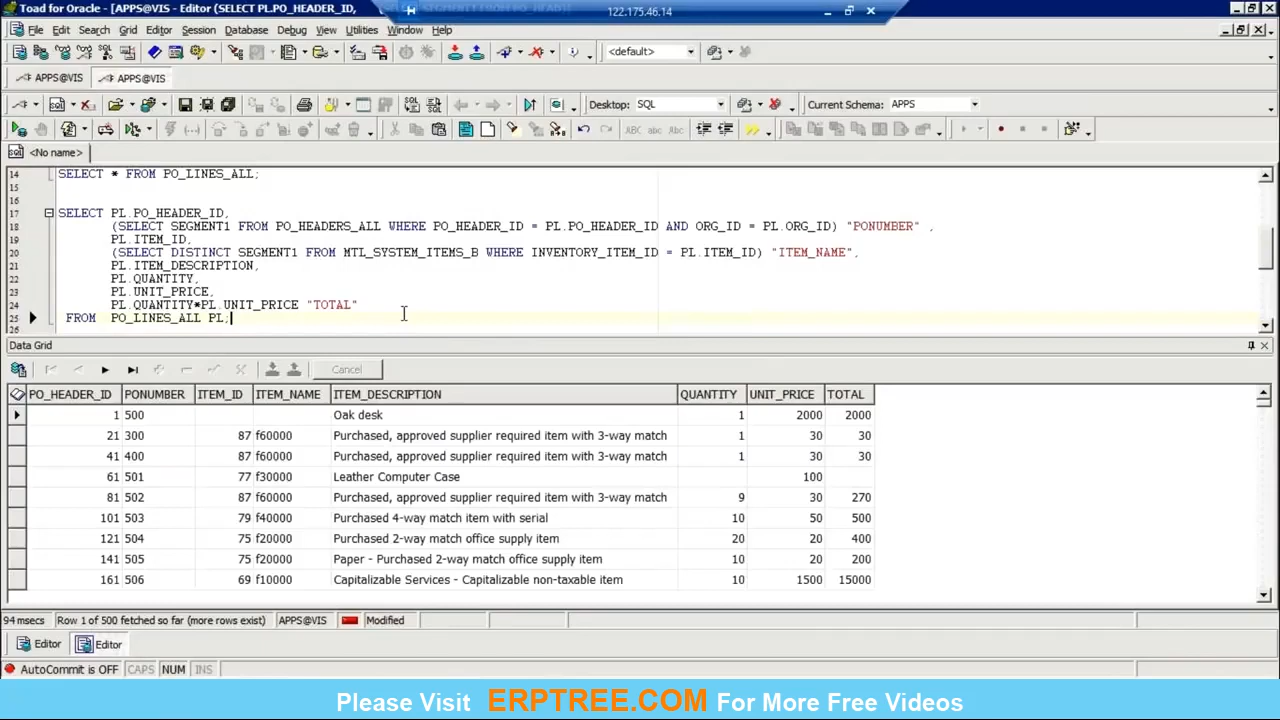 Toad for Oracle - [APPS@VIS - Editor (SELECT PL.PO_HEADER_ID,
122.175.46.14
File Edit Search Grid Editor Session Database Debug View Utilities Window Help
<default>
APPS@VIS APPS@VIS
Desktop: SQL Current Schema: APPS
<No name>
14 SELECT * FROM PO_LINES_ALL;
15
16
17 SELECT PL.PO_HEADER_ID,
18 (SELECT SEGMENT1 FROM PO_HEADERS_ALL WHERE PO_HEADER_ID = PL.PO_HEADER_ID AND ORG_ID = PL.ORG_ID) "PONUMBER" ,
19 PL.ITEM_ID,
20 (SELECT DISTINCT SEGMENT1 FROM MTL_SYSTEM_ITEMS_B WHERE INVENTORY_ITEM_ID = PL.ITEM_ID) "ITEM_NAME",
21 PL.ITEM_DESCRIPTION,
22 PL.QUANTITY,
23 PL.UNIT_PRICE,
24 PL.QUANTITY*PL.UNIT_PRICE "TOTAL"
25 FROM PO_LINES_ALL PL;
26
Data Grid
Cancel
PO_HEADER_ID PONUMBER ITEM_ID ITEM_NAME ITEM_DESCRIPTION QUANTITY UNIT_PRICE TOTAL
1 500 Oak desk 1 2000 2000
21 300 87 f60000 Purchased, approved supplier required item with 3-way match 1 30 30
41 400 87 f60000 Purchased, approved supplier required item with 3-way match 1 30 30
61 501 77 f30000 Leather Computer Case 100
81 502 87 f60000 Purchased, approved supplier required item with 3-way match 9 30 270
101 503 79 f40000 Purchased 4-way match item with serial 10 50 500
121 504 75 f20000 Purchased 2-way match office supply item 20 20 400
141 505 75 f20000 Paper - Purchased 2-way match office supply item 10 20 200
161 506 69 f10000 Capitalizable Services - Capitalizable non-taxable item 10 1500 15000
94 msecs Row 1 of 500 fetched so far (more rows exist) APPS@VIS Modified
Editor Editor
AutoCommit is OFF CAPS NUM INS
Please Visit ERPTREE.COM For More Free Videos